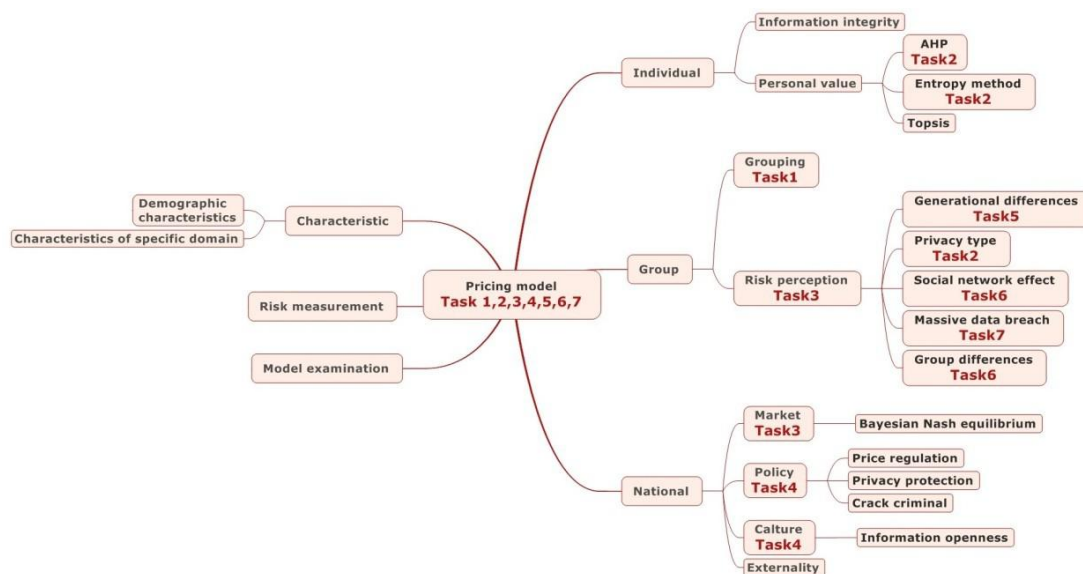 Pricing model
Task 1,2,3,4,5,6,7
Characteristic
Demographic
characteristics
Characteristics of specific domain
Risk measurement
Model examination
Individual
Information integrity
Personal value
AHP
Task2
Entropy method
Task2
Topsis
Group
Grouping
Task1
Risk perception
Task3
Generational differences
Task5
Privacy type
Task2
Social network effect
Task6
Massive data breach
Task7
Group differences
Task6
National
Market
Task3
Bayesian Nash equilibrium
Policy
Task4
Price regulation
Privacy protection
Crack criminal
Calture
Task4
Information openness
Externality